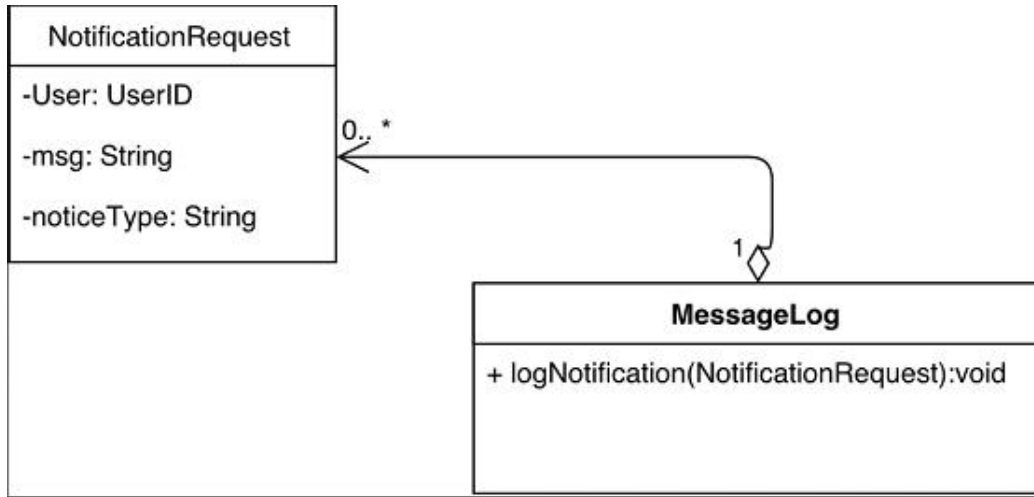 NotificationRequest
-User: UserID
-msg: String
-noticeType: String
0.. *
1
MessageLog
+ logNotification(NotificationRequest):void